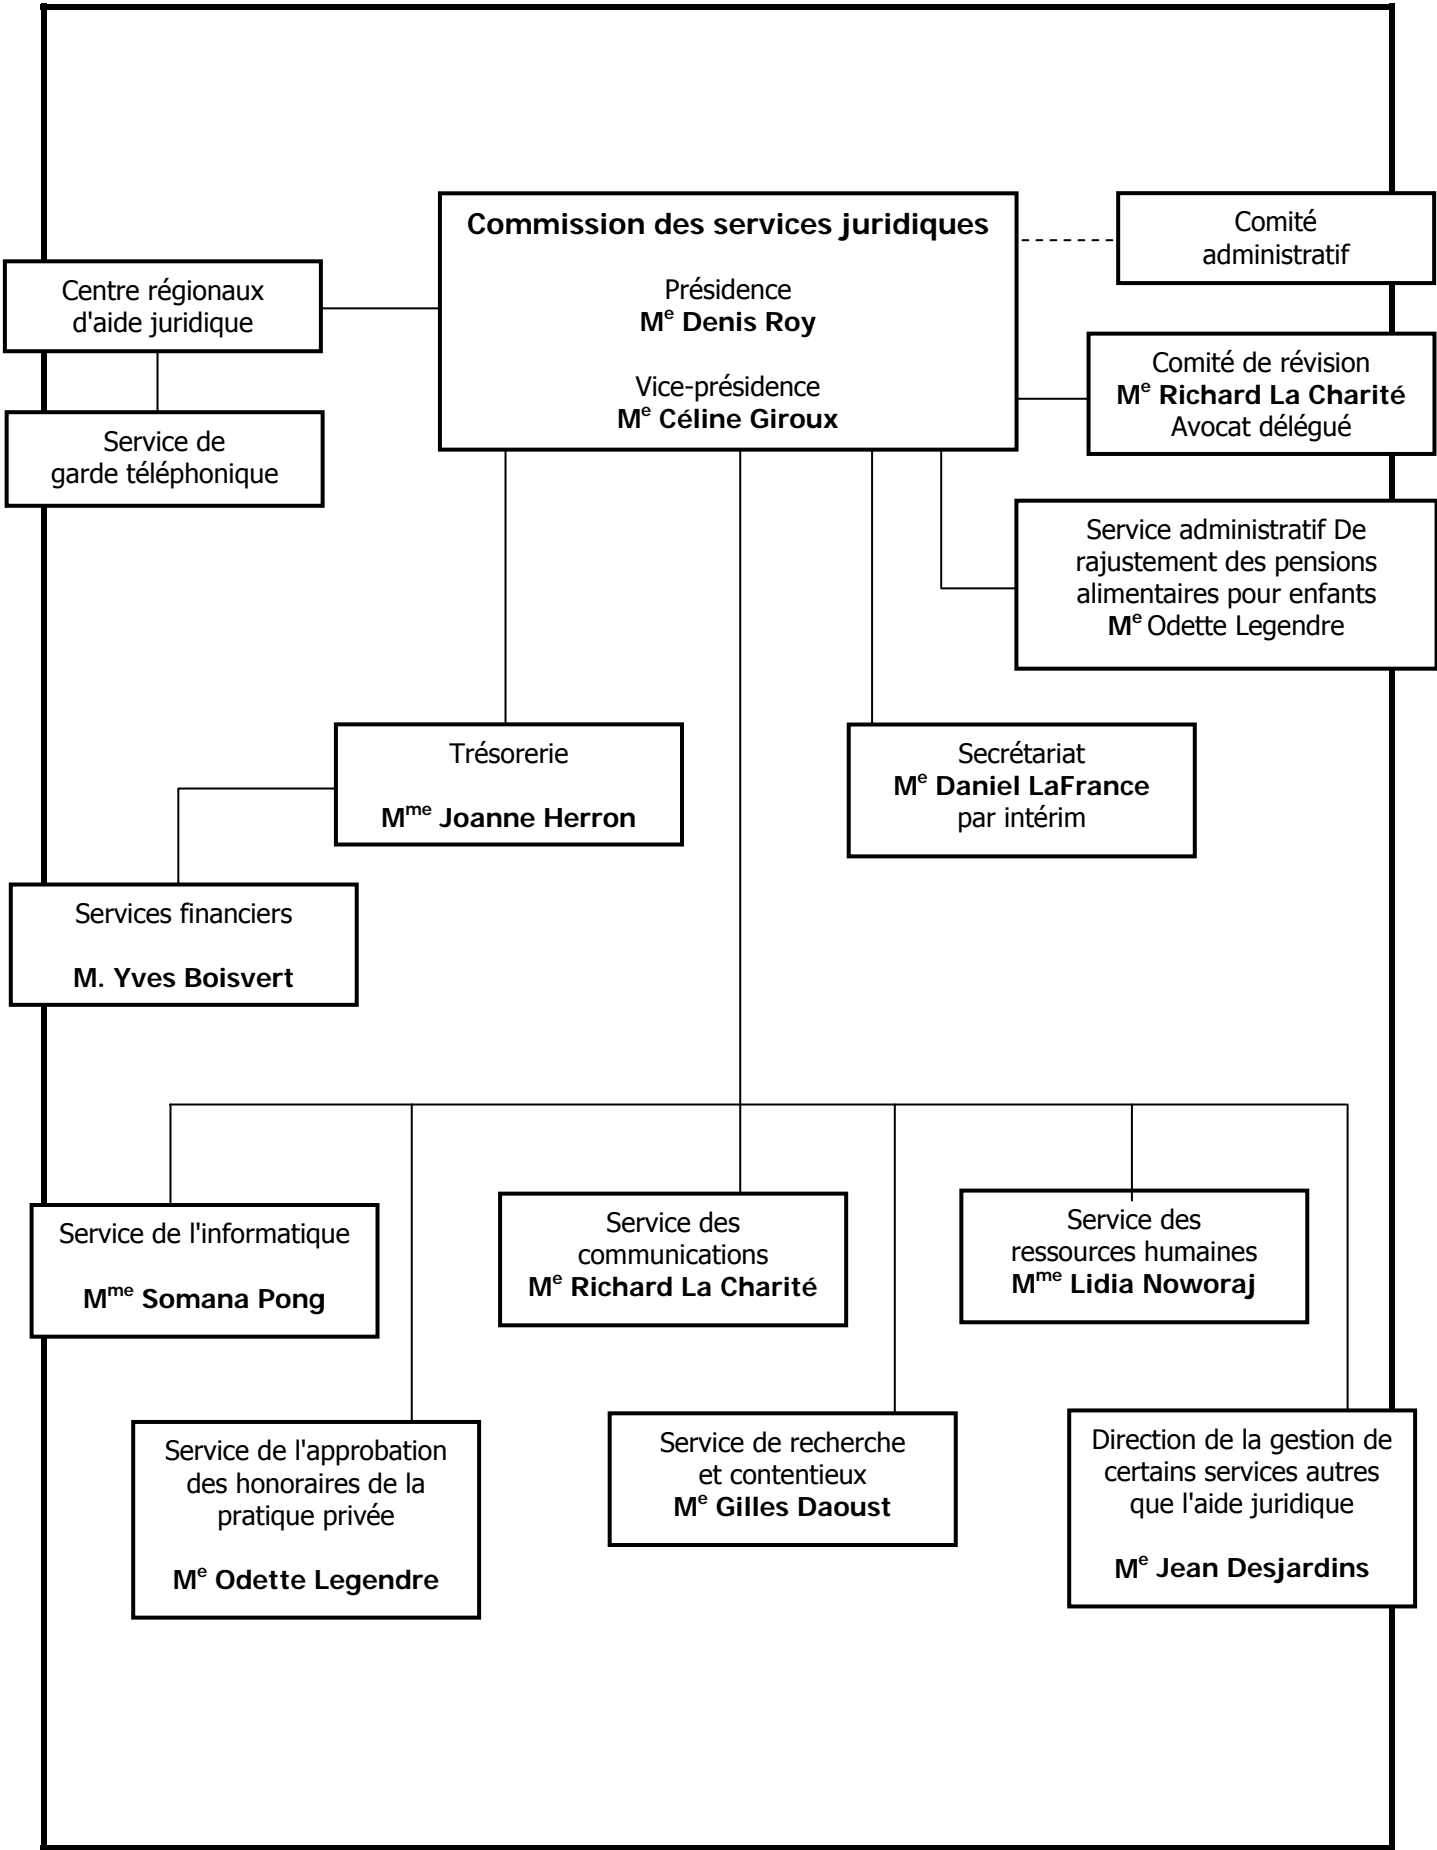 Commission des services juridiques
Présidence
Me Denis Roy
Vice-présidence
Me Céline Giroux
Comité
administratif
Centre régionaux
d'aide juridique
Comité de révision
Me Richard La Charité
Avocat délégué
Service de
garde téléphonique
Service administratif De
rajustement des pensions
alimentaires pour enfants
Me Odette Legendre
Trésorerie
Mme Joanne Herron
Secrétariat
Me Daniel LaFrance
par intérim
Services financiers
M. Yves Boisvert
Service de l'informatique
Mme Somana Pong
Service des
communications
Me Richard La Charité
Service des
ressources humaines
Mme Lidia Noworaj
Service de l'approbation
des honoraires de la
pratique privée
Me Odette Legendre
Service de recherche
et contentieux
Me Gilles Daoust
Direction de la gestion de
certains services autres
que l'aide juridique
Me Jean Desjardins